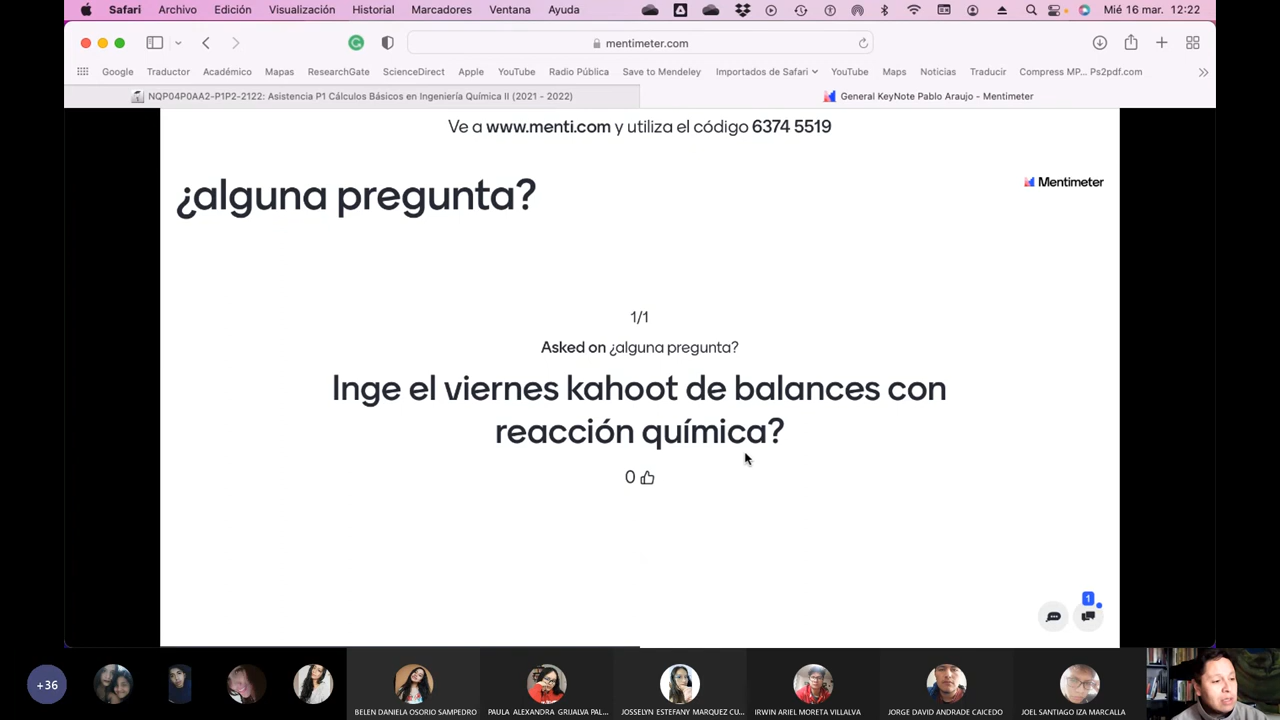 Safari Archivo Edición Visualización Historial Marcadores Ventana Ayuda Mié 16 mar. 12:22
mentimeter.com
Google Traductor Académico Mapas ResearchGate ScienceDirect Apple YouTube Radio Pública Save to Mendeley Importados de Safari YouTube Maps Noticias Traducir Compress MP... Ps2pdf.com
NQP04P0AA2-P1P2-2122: Asistencia P1 Cálculos Básicos en Ingeniería Química II (2021 - 2022) General KeyNote Pablo Araujo - Mentimeter
Ve a www.menti.com y utiliza el código 6374 5519
Mentimeter
¿alguna pregunta?
1/1
Asked on ¿alguna pregunta?
Inge el viernes kahoot de balances con
reacción química?
0
1
+36
BELEN DANIELA OSORIO SAMPEDRO PAULA ALEXANDRA GRIJALVA PAL... JOSSELYN ESTEFANY MARQUEZ CU... IRWIN ARIEL MORETA VILLALVA JORGE DAVID ANDRADE CAICEDO JOEL SANTIAGO IZA MARCALLA